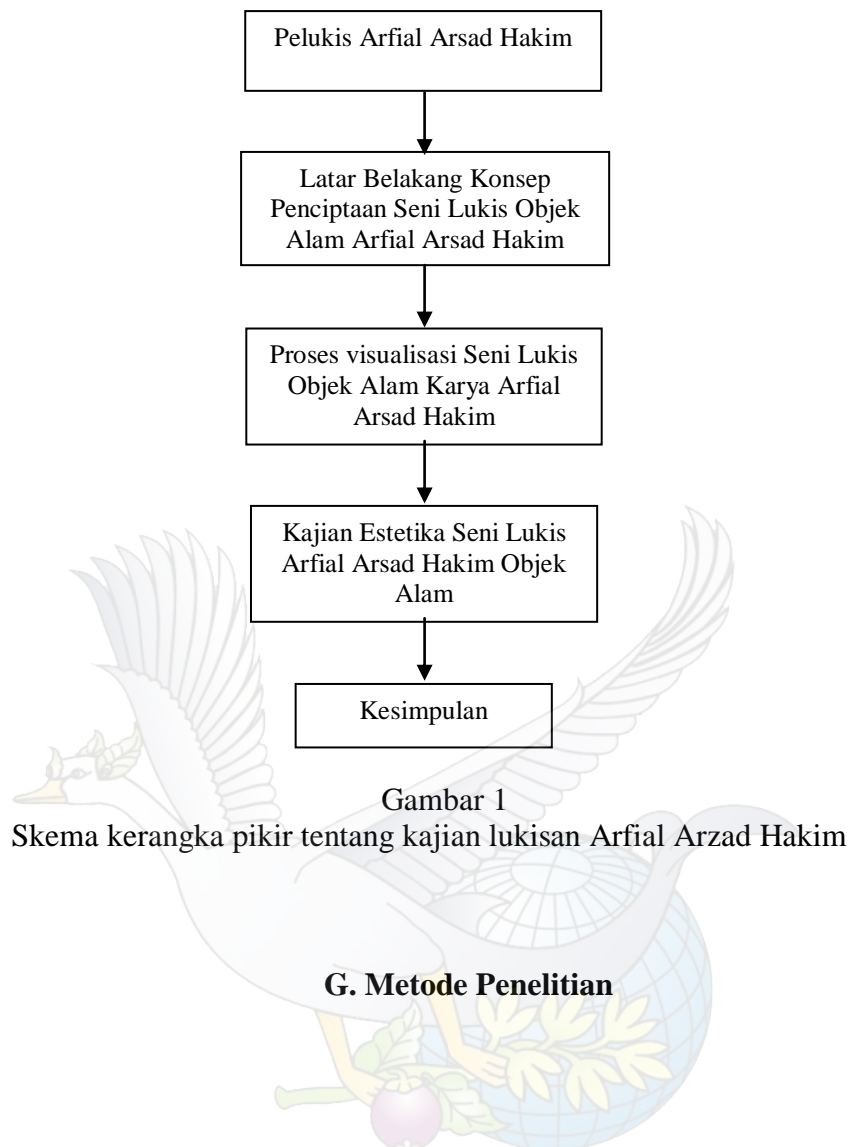 Pelukis Arfial Arsad Hakim
Latar Belakang Konsep
Penciptaan Seni Lukis Objek
Alam Arfial Arsad Hakim
Proses visualisasi Seni Lukis
Objek Alam Karya Arfial
Arsad Hakim
Kajian Estetika Seni Lukis
Arfial Arsad Hakim Objek
Alam
Kesimpulan
Gambar 1
Skema kerangka pikir tentang kajian lukisan Arfial Arzad Hakim
G. Metode Penelitian